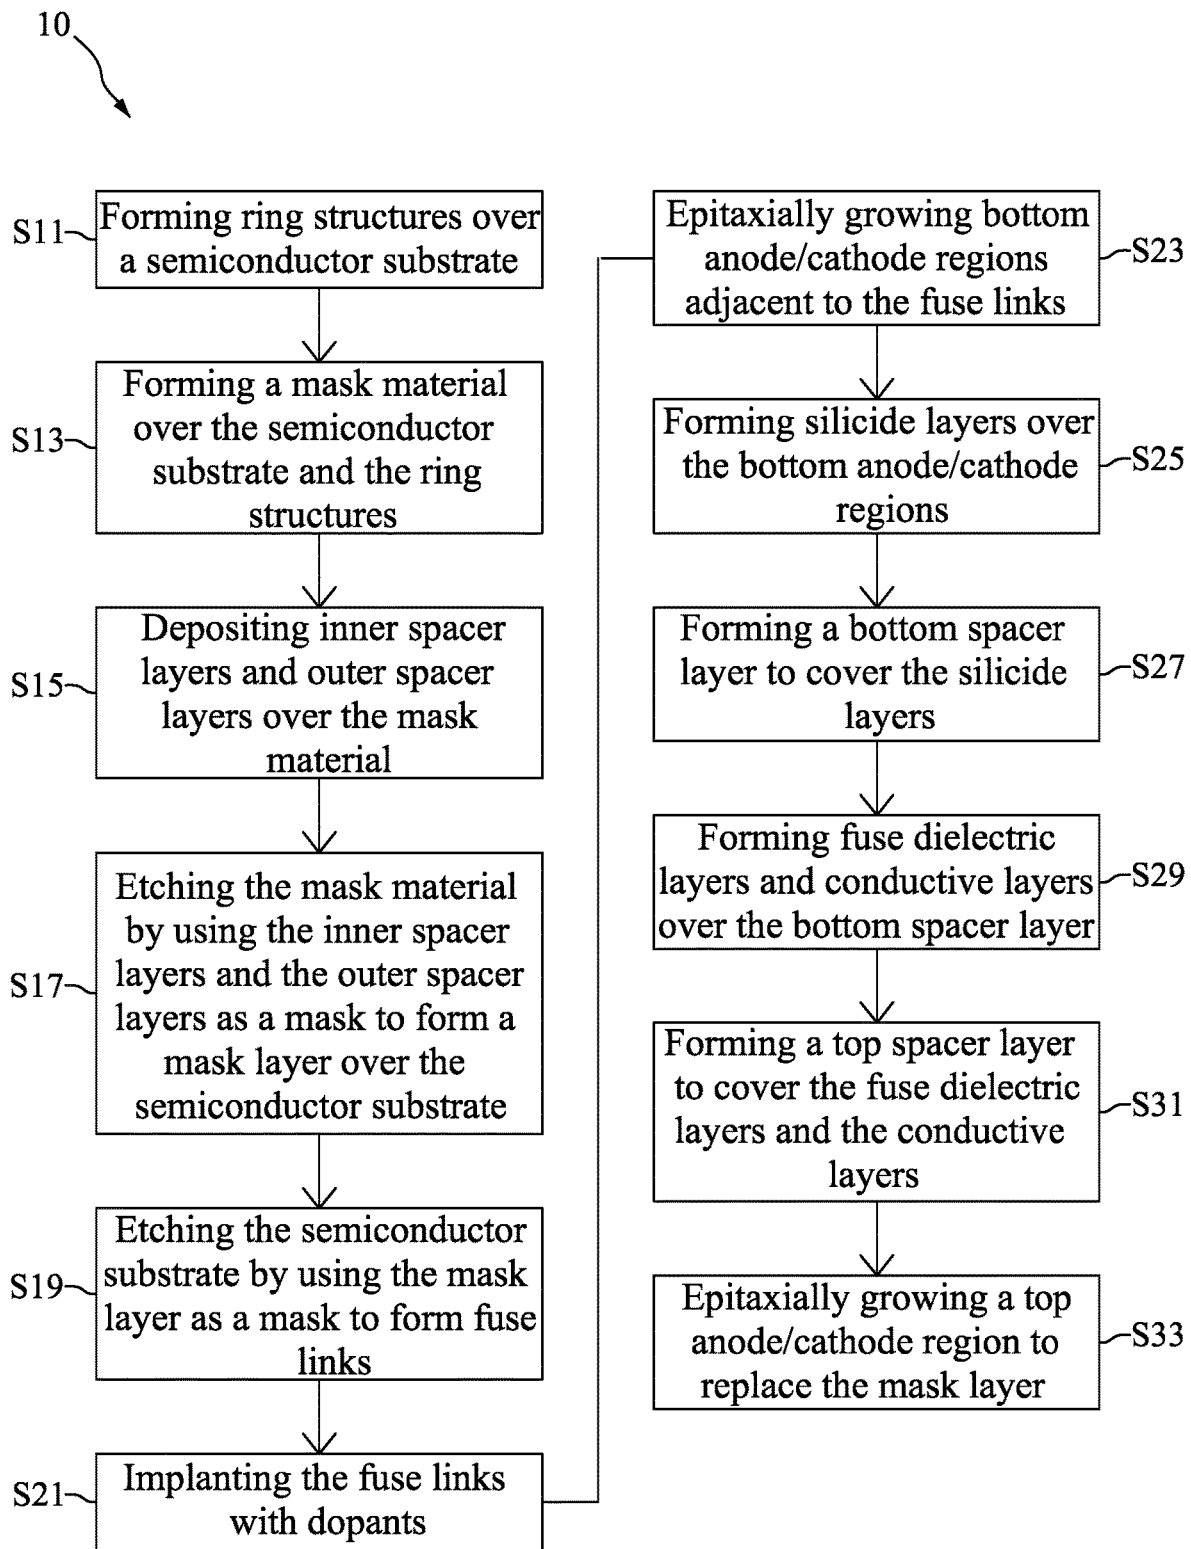 10
S11
Forming ring structures over
a semiconductor substrate
S13
Forming a mask material
over the semiconductor
substrate and the ring
structures
S15
Depositing inner spacer
layers and outer spacer
layers over the mask
material
S17
Etching the mask material
by using the inner spacer
layers and the outer spacer
layers as a mask to form a
mask layer over the
semiconductor substrate
S19
Etching the semiconductor
substrate by using the mask
layer as a mask to form fuse
links
S21
Implanting the fuse links
with dopants
Epitaxially growing bottom
anode/cathode regions
adjacent to the fuse links
S23
Forming silicide layers over
the bottom anode/cathode
regions
S25
Forming a bottom spacer
layer to cover the silicide
layers
S27
Forming fuse dielectric
layers and conductive layers
over the bottom spacer layer
S29
Forming a top spacer layer
to cover the fuse dielectric
layers and the conductive
layers
S31
Epitaxially growing a top
anode/cathode region to
replace the mask layer
S33